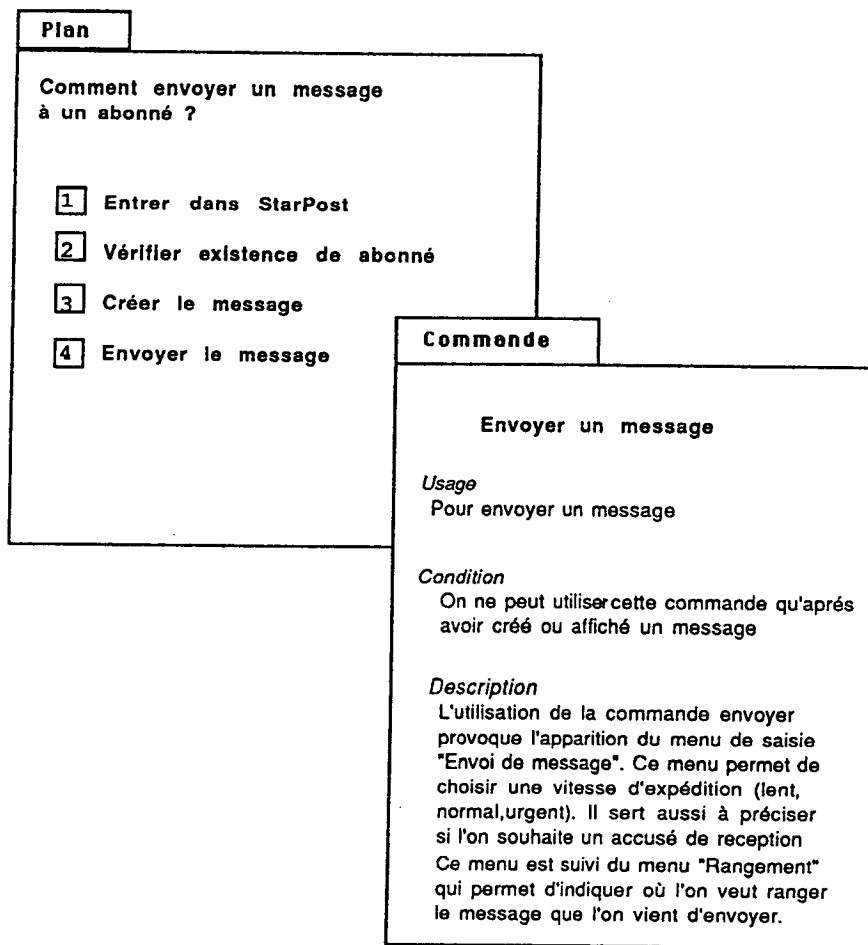 Plan
Comment envoyer un message
à un abonné ?
1 Entrer dans StarPost
2 Vérifier existence de abonné
3 Créer le message
4 Envoyer le message
Commande
Envoyer un message
Usage
Pour envoyer un message
Condition
On ne peut utiliser cette commande qu'aprés
avoir créé ou affiché un message
Description
L'utilisation de la commande envoyer
provoque l'apparition du menu de saisie
"Envoi de message". Ce menu permet de
choisir une vitesse d'expédition (lent,
normal,urgent). Il sert aussi à préciser
si l'on souhaite un accusé de reception
Ce menu est suivi du menu "Rangement"
qui permet d'indiquer où l'on veut ranger
le message que l'on vient d'envoyer.